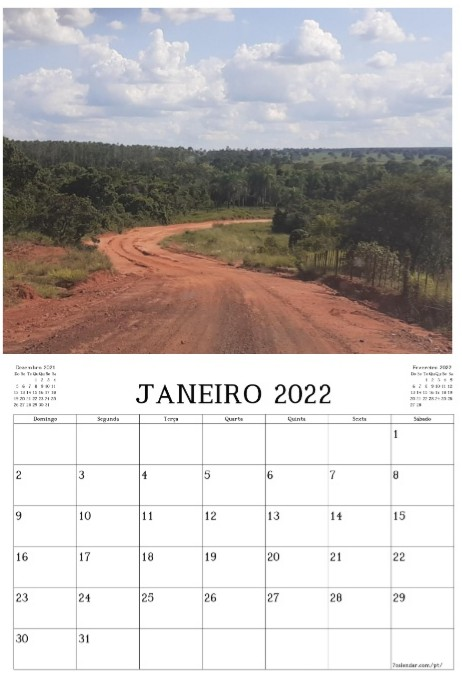 Dezembro 2021
Do Se Te Qu Qu Se Sá
1 2 3 4
5 6 7 8 9 10 11
12 13 14 15 16 17 18
19 20 21 22 23 24 25
26 27 28 29 30 31
JANEIRO 2022
Fevereiro 2022
Do Se Te Qu Qu Se Sá
1 2 3 4 5
6 7 8 9 10 11 12
13 14 15 16 17 18 19
20 21 22 23 24 25 26
27 28
Domingo Segunda Terça Quarta Quinta Sexta Sábado
1
2 3 4 5 6 7 8
9 10 11 12 13 14 15
16 17 18 19 20 21 22
23 24 25 26 27 28 29
30 31
7calendar.com/pt/